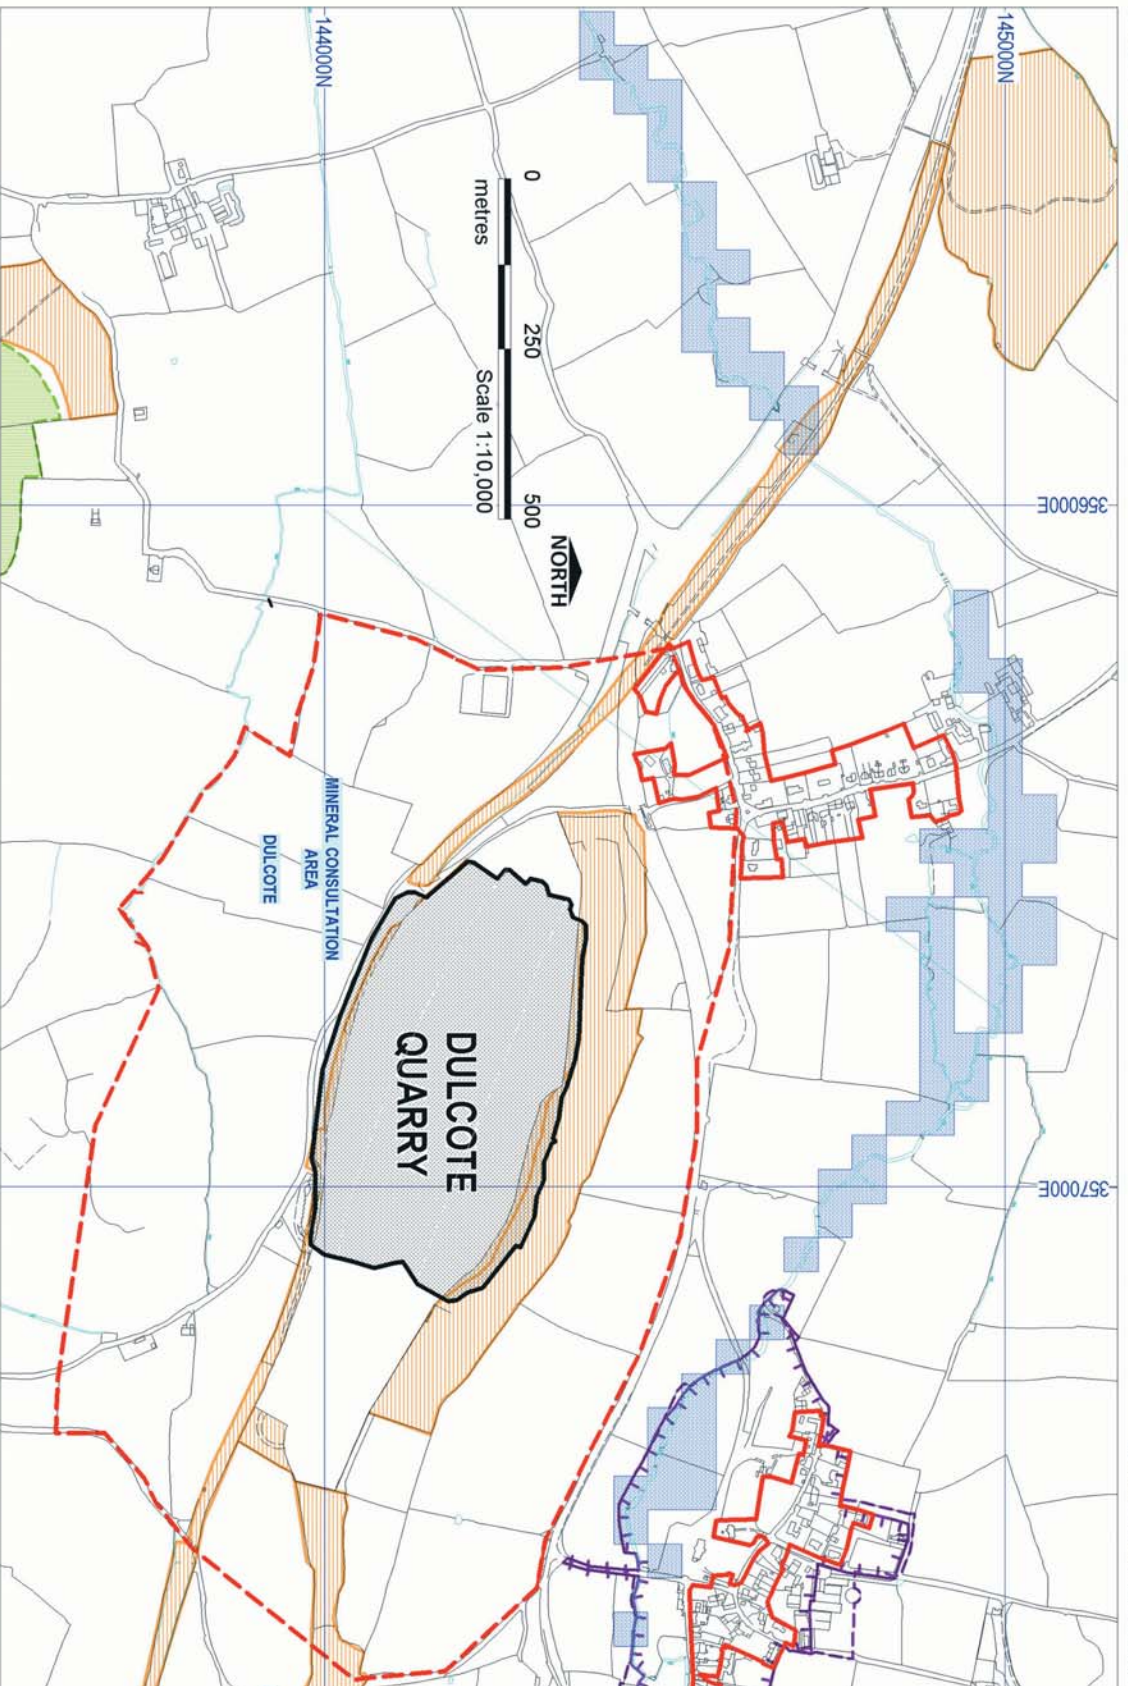 144000N
145000N
0
250
500
metres
Scale 1:10,000
NORTH
356000E
MINERAL CONSULTATION
AREA
DULCOTE
DULCOTE
QUARRY
357000E